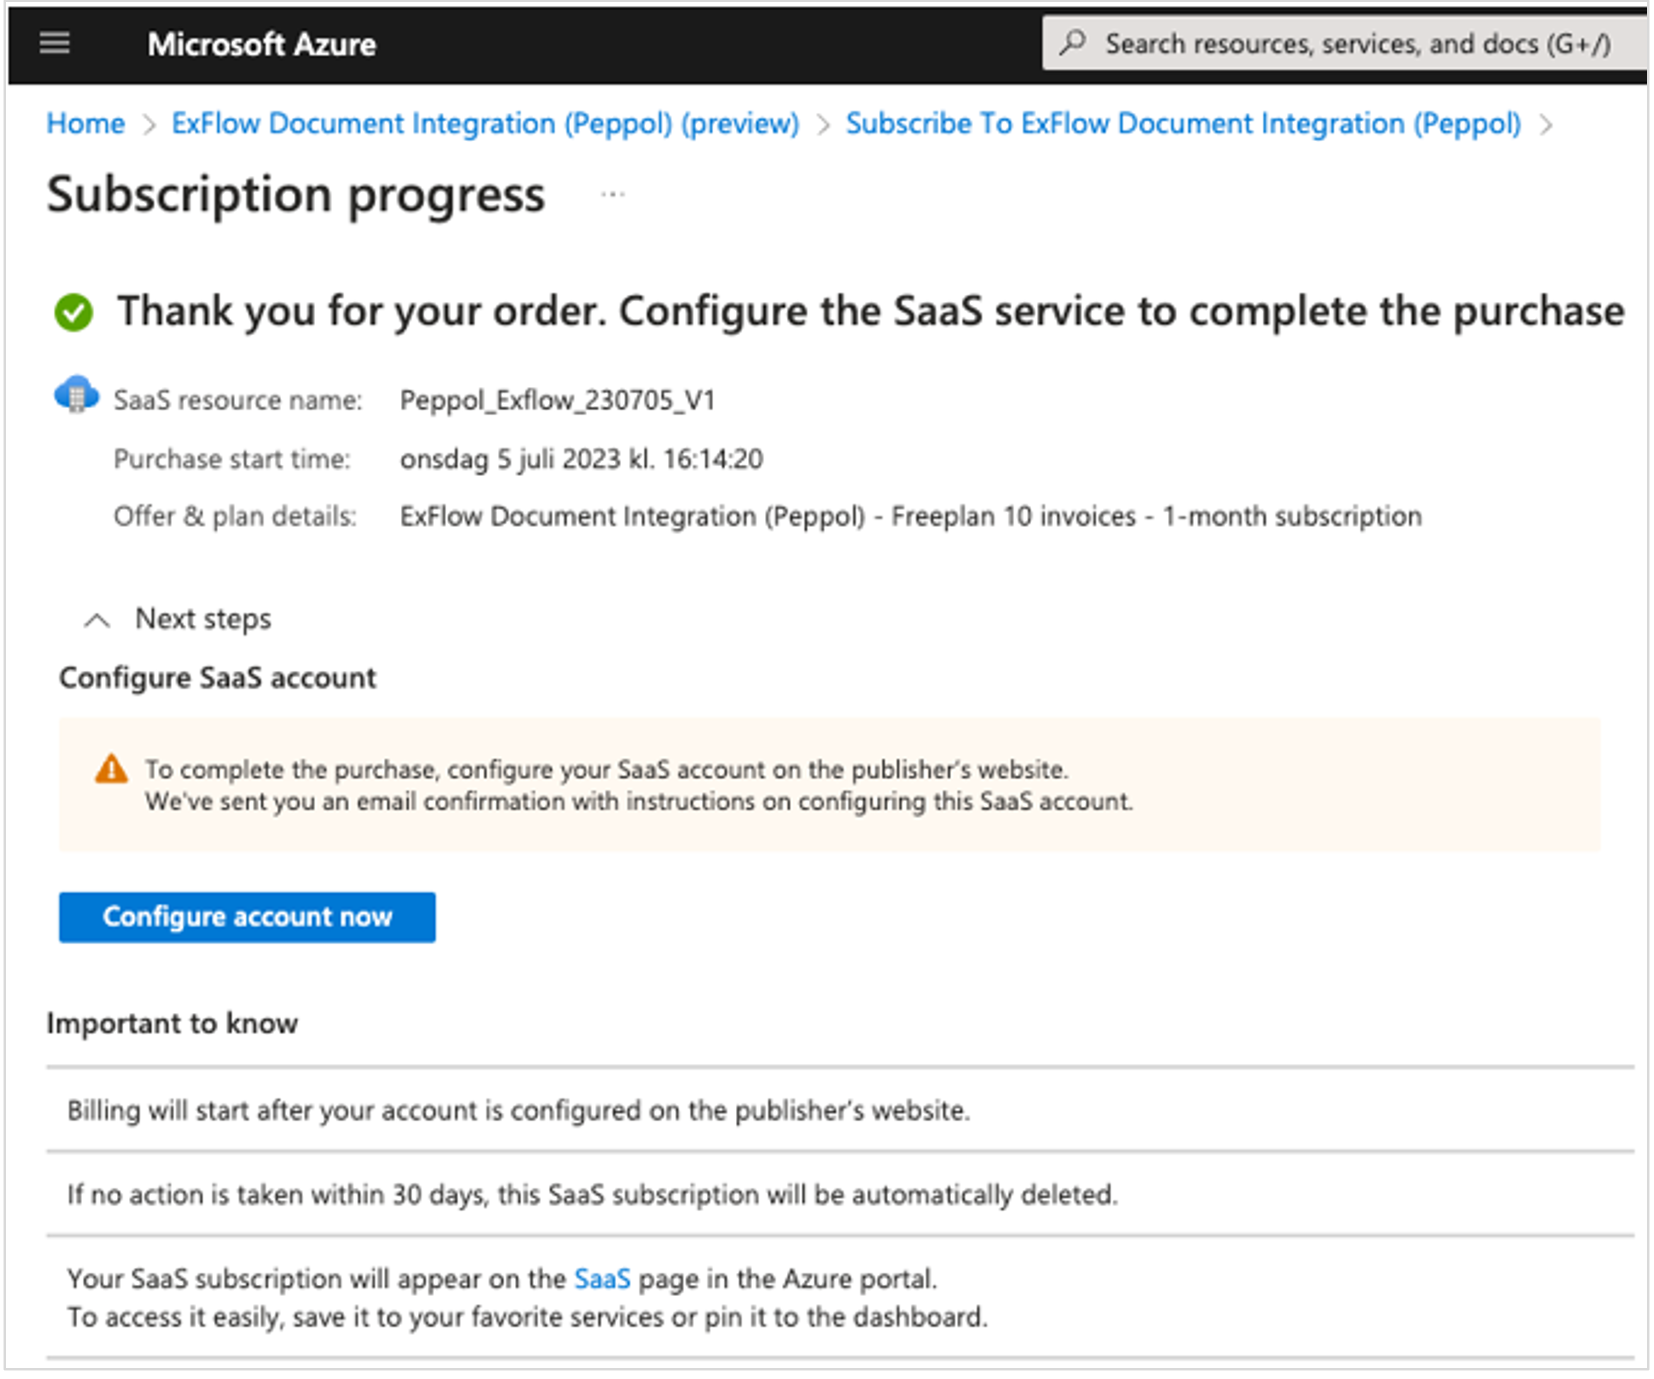 Microsoft Azure
Search resources, services, and docs (G+/)
Home > ExFlow Document Integration (Peppol) (preview) > Subscribe To ExFlow Document Integration (Peppol) >
Subscription progress ...
Thank you for your order. Configure the SaaS service to complete the purchase
SaaS resource name: Peppol_Exflow_230705_V1
Purchase start time: onsdag 5 juli 2023 kl. 16:14:20
Offer & plan details: ExFlow Document Integration (Peppol) - Freeplan 10 invoices - 1-month subscription
Next steps
Configure SaaS account
To complete the purchase, configure your SaaS account on the publisher's website.
We've sent you an email confirmation with instructions on configuring this SaaS account.
Configure account now
Important to know
Billing will start after your account is configured on the publisher's website.
If no action is taken within 30 days, this SaaS subscription will be automatically deleted.
Your SaaS subscription will appear on the SaaS page in the Azure portal.
To access it easily, save it to your favorite services or pin it to the dashboard.